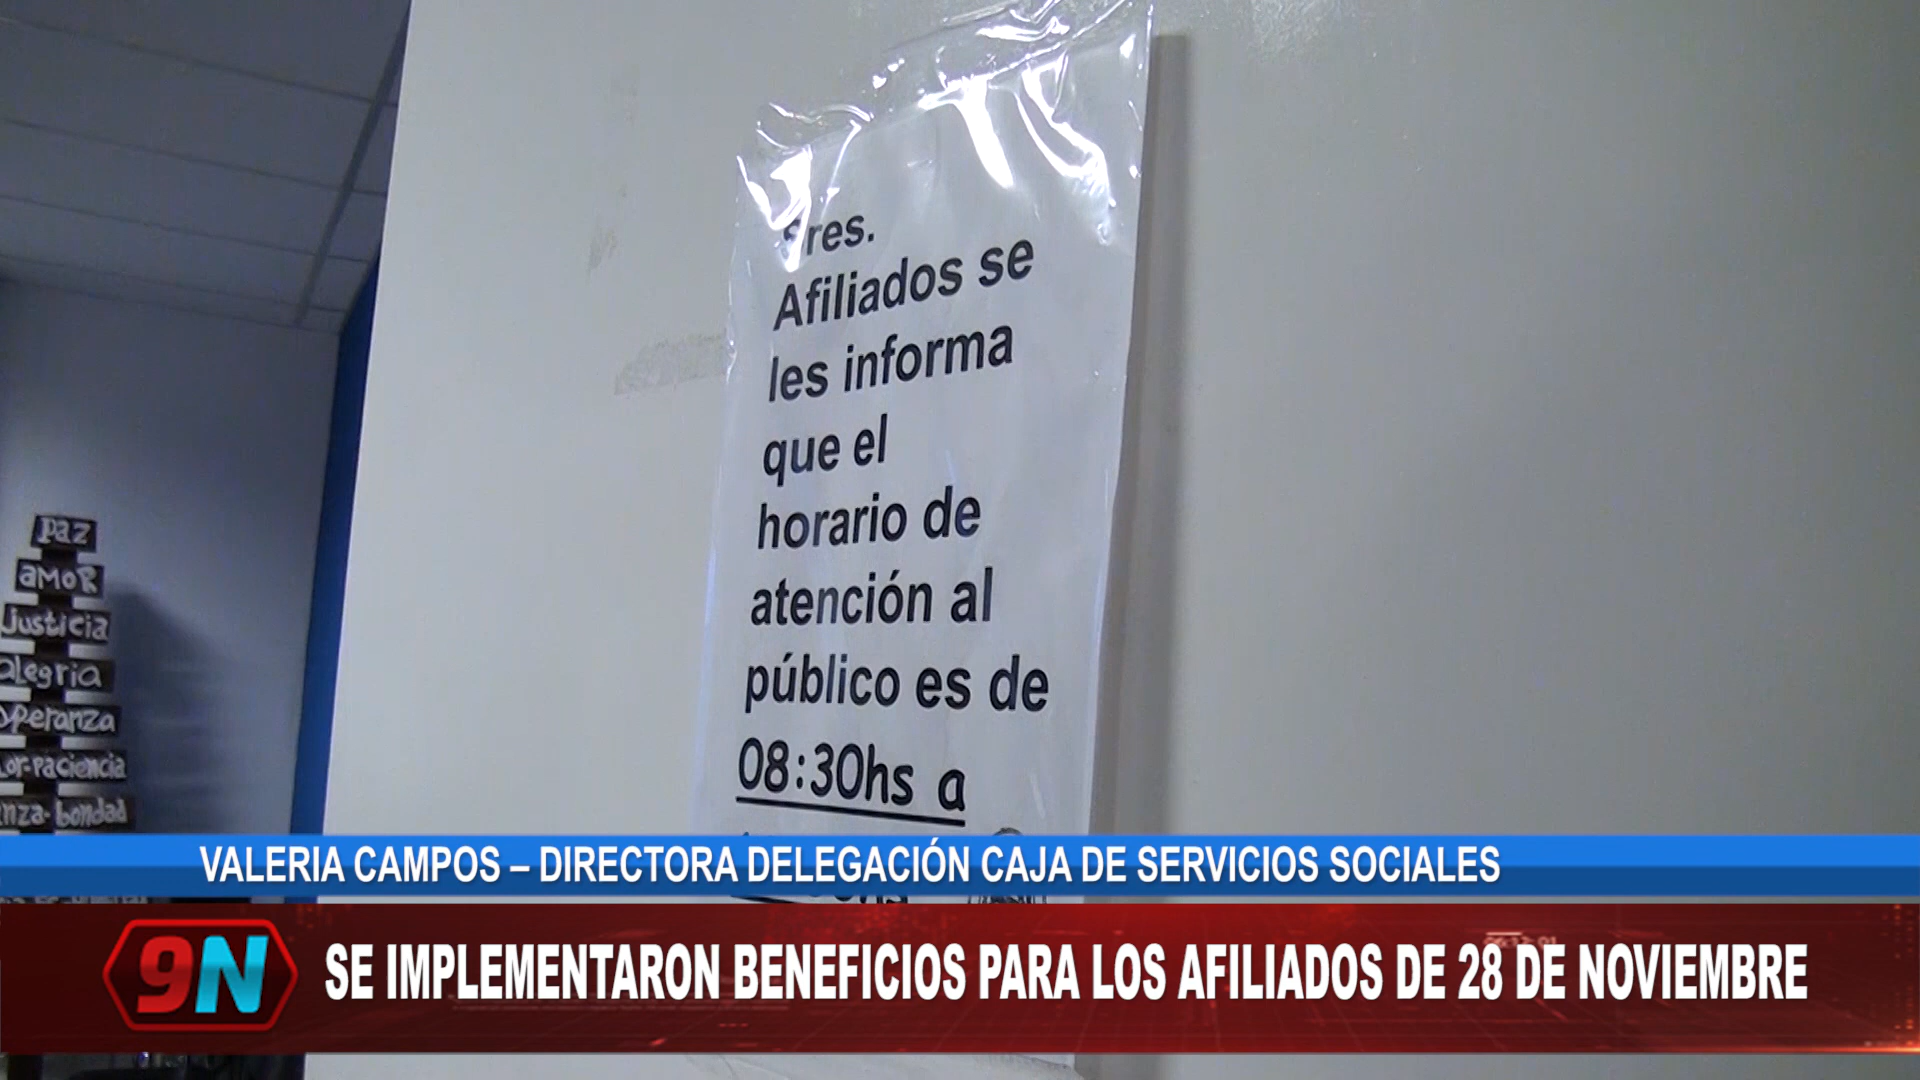 Sres.
Afiliados se
les informa
que el
horario de
atención al
público es de
08:30hs a
paz
amor
Justicia
alegria
bondad
VALERIA CAMPOS – DIRECTORA DELEGACIÓN CAJA DE SERVICIOS SOCIALES
9N
SE IMPLEMENTARON BENEFICIOS PARA LOS AFILIADOS DE 28 DE NOVIEMBRE